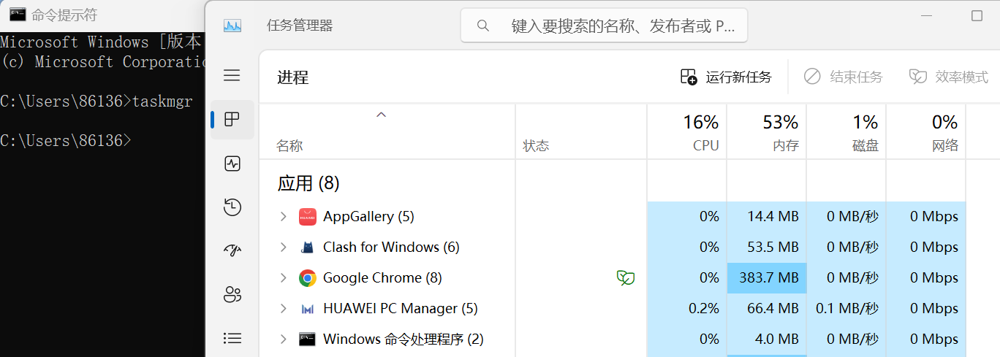 命令提示符
Microsoft Windows [版本
(c) Microsoft Corporatio
C:\Users\86136>taskmgr
C:\Users\86136>
任务管理器
键入要搜索的名称、发布者或 P...
进程
运行新任务
结束任务
效率模式
16% 53% 1% 0%
名称 状态 CPU 内存 磁盘 网络
应用 (8)
AppGallery (5) 0% 14.4 MB 0 MB/秒 0 Mbps
Clash for Windows (6) 0% 53.5 MB 0 MB/秒 0 Mbps
Google Chrome (8) 0% 383.7 MB 0 MB/秒 0 Mbps
HUAWEI PC Manager (5) 0.2% 66.4 MB 0.1 MB/秒 0 Mbps
Windows 命令处理程序 (2) 0% 4.0 MB 0 MB/秒 0 Mbps